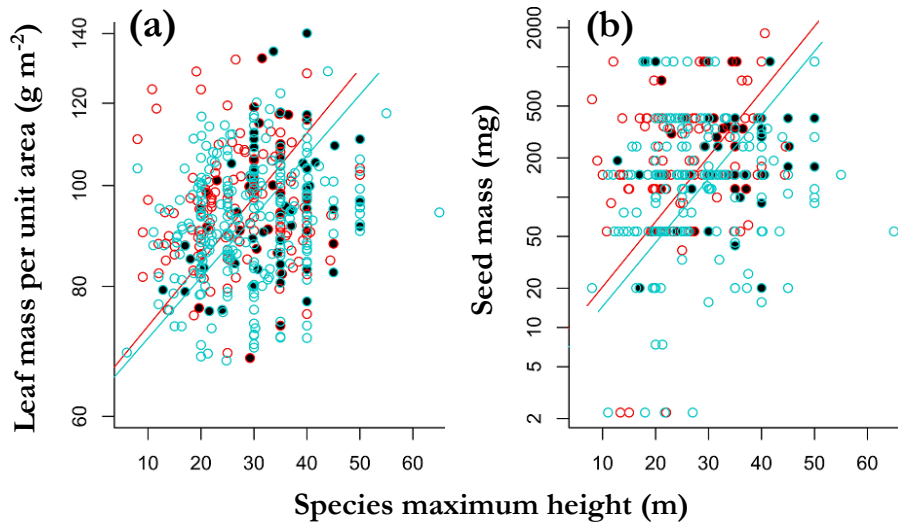 (a)
Leaf mass per unit area (g m-2)
140
120
100
80
60
10 20 30 40 50 60
(b)
Seed mass (mg)
2000
500
200
50
20
10
5
2
10 20 30 40 50 60
Species maximum height (m)